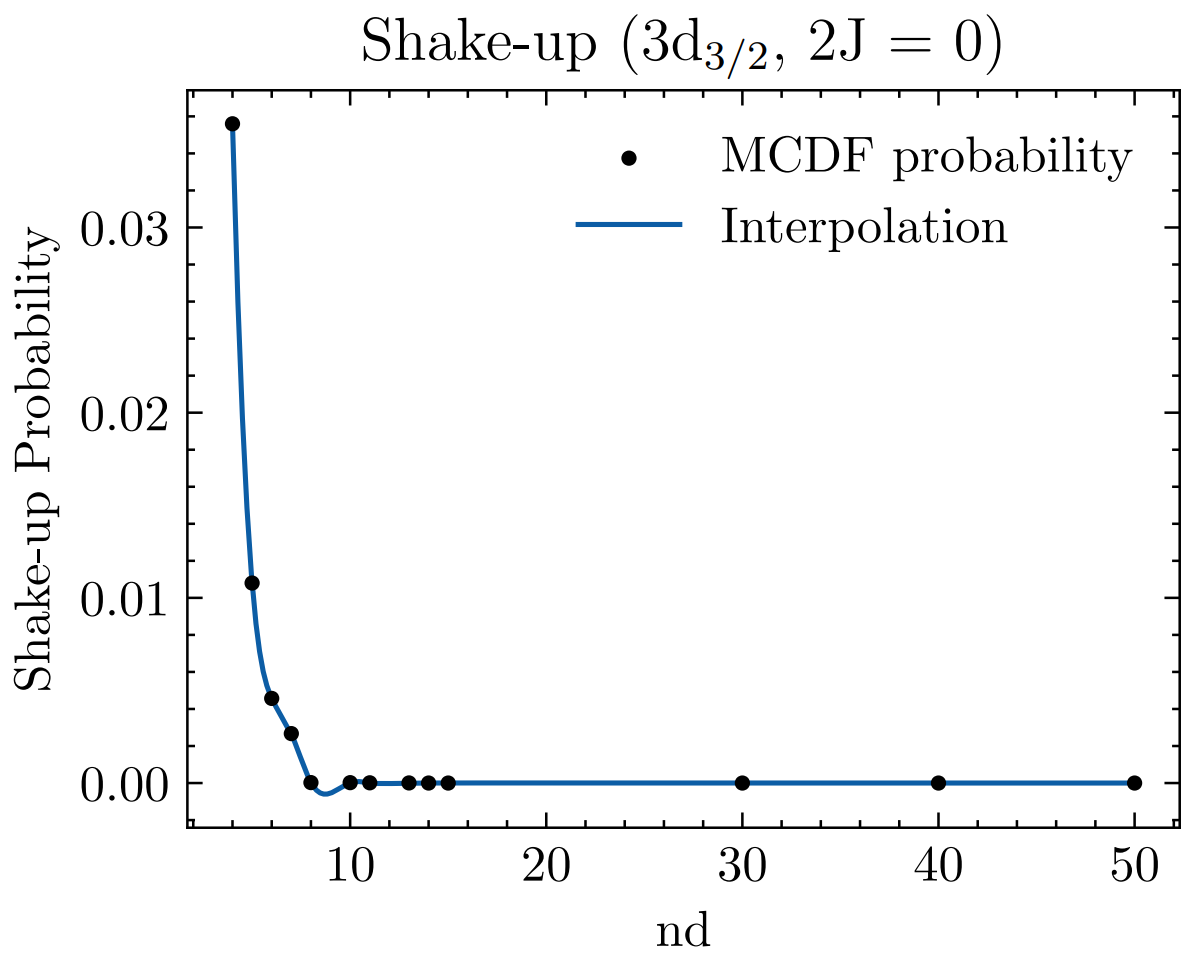 Shake-up (3d3/2, 2J = 0)
MCDF probability
Interpolation
Shake-up Probability
0.03
0.02
0.01
0.00
10 20 30 40 50
nd